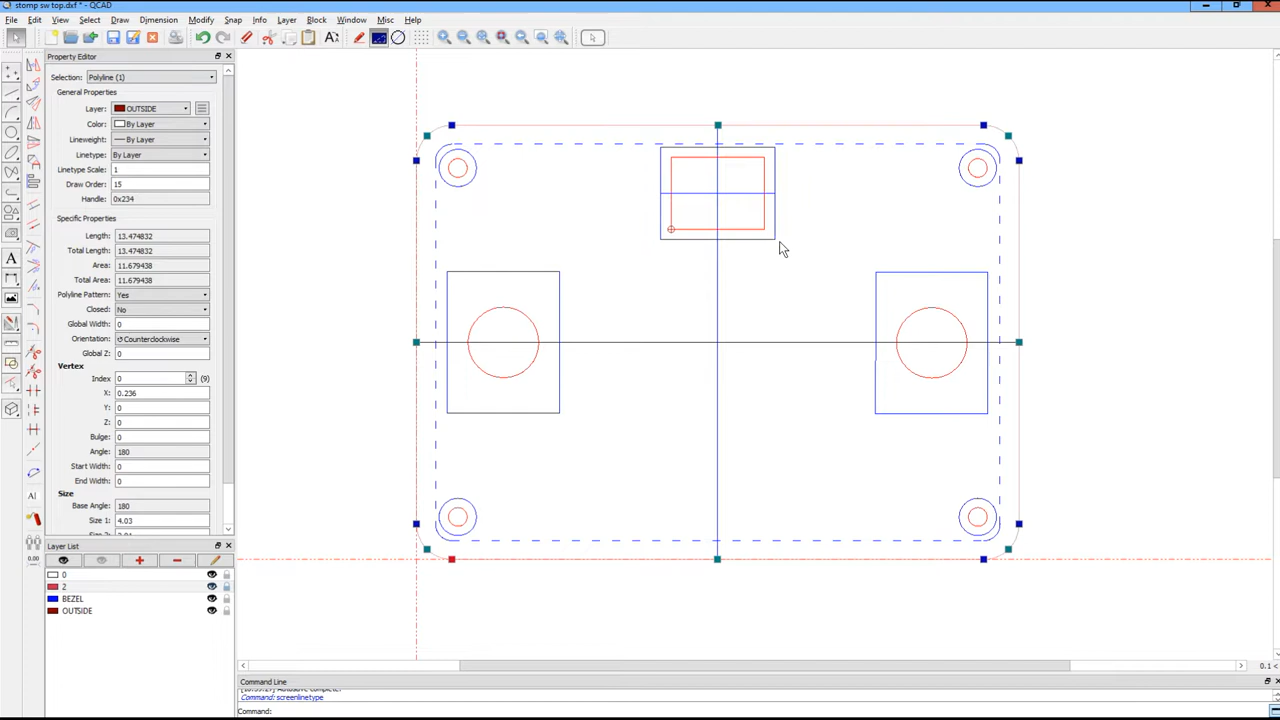 stomp sw top.dxf * - QCAD
File Edit View Select Draw Dimension Modify Snap Info Layer Block Window Misc Help
Property Editor
Selection: Polyline (1)
General Properties
Layer: OUTSIDE
Color: By Layer
Lineweight: By Layer
Linetype: By Layer
Linetype Scale: 1
Draw Order: 15
Handle: 0x234
Specific Properties
Length: 13.474832
Total Length: 13.474832
Area: 11.679438
Total Area: 11.679438
Polyline Pattern: Yes
Closed: No
Global Width: 0
Orientation: Counterclockwise
Global Z: 0
Vertex
Index 0 (9)
X: 0.236
Y: 0
Z: 0
Bulge: 0
Angle: 180
Start Width: 0
End Width: 0
Size
Base Angle: 180
Size 1: 4.03
Layer List
0
2
BEZEL
OUTSIDE
0.1 <
Command Line
Command: screenlinetype
Command: